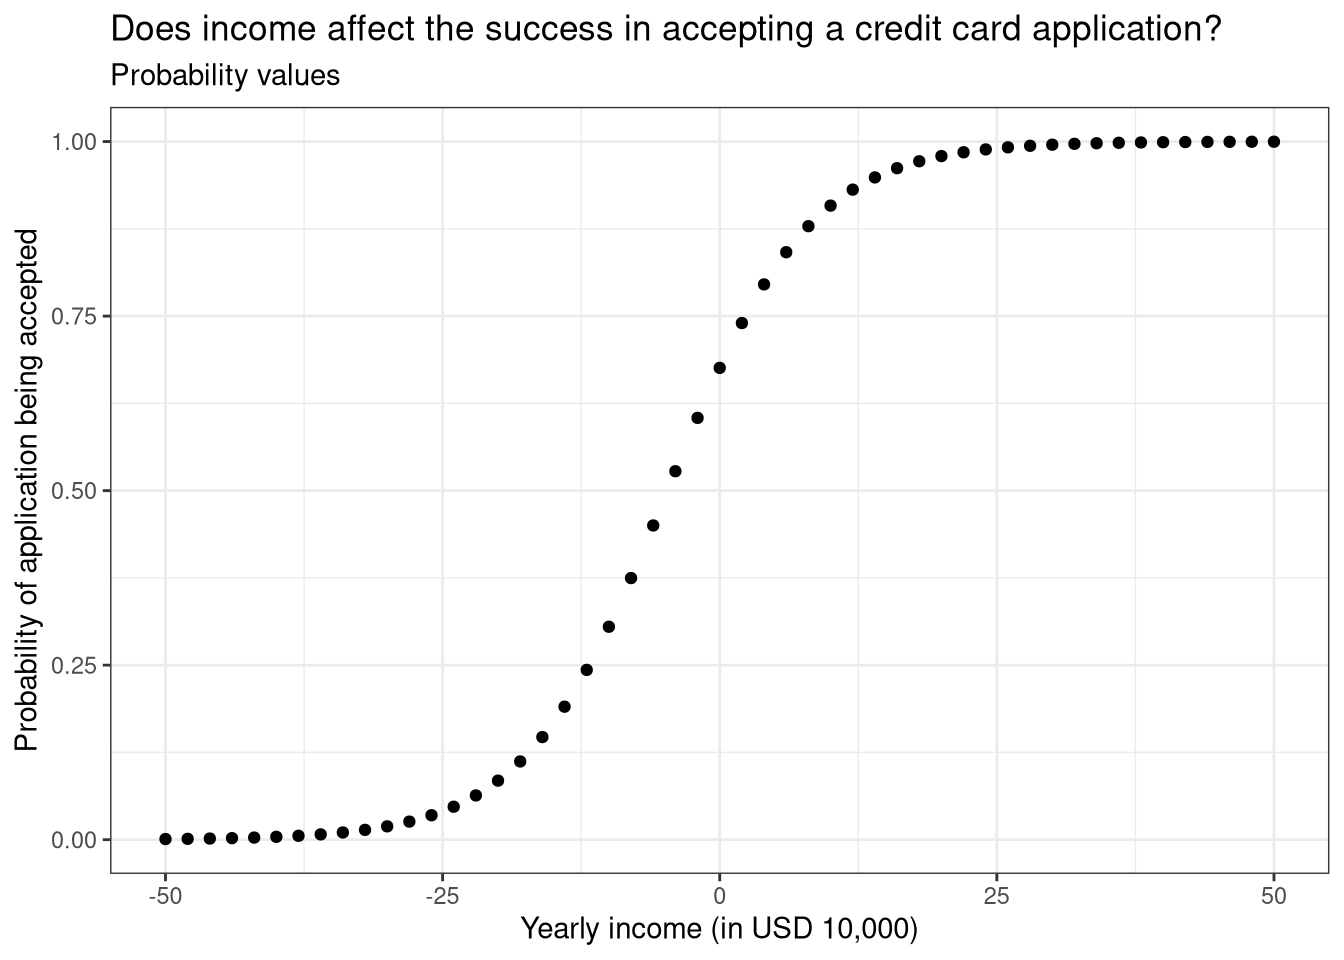 Does income affect the success in accepting a credit card application?
Probability values
1.00
0.75
0.50
0.25
0.00
Probability of application being accepted
-50 -25 0 25 50
Yearly income (in USD 10,000)